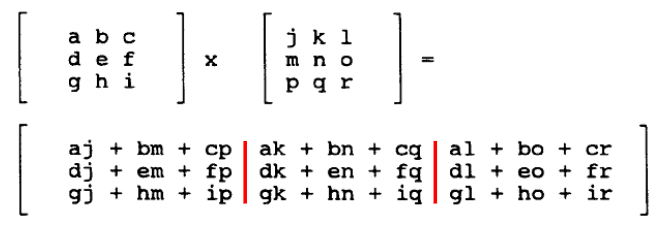 a b c   j k l
d e f x m n o =
g h i   p q r
aj + bm + cp ak + bn + cq al + bo + cr
dj + em + fp dk + en + fq dl + eo + fr
gj + hm + ip gk + hn + iq gl + ho + ir